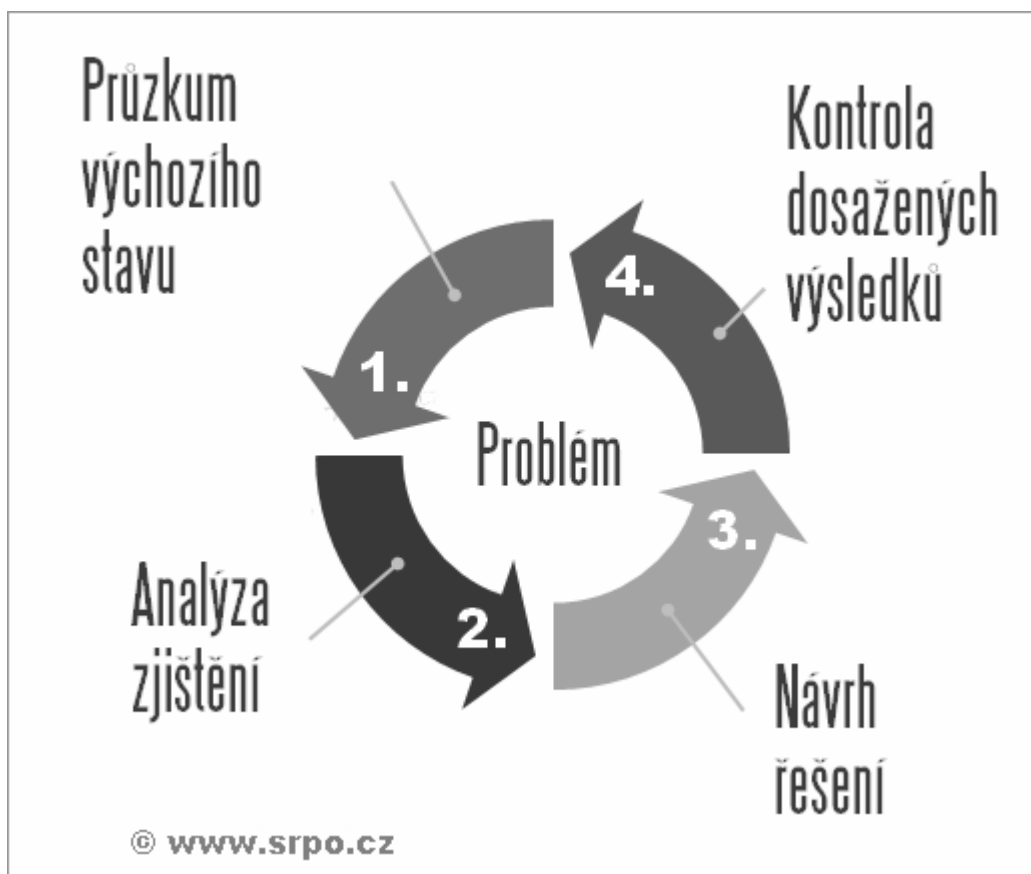 Průzkum
výchozího
stavu
1.
Analýza
zjištění
2.
Návrh
řešení
3.
Kontrola
dosažených
výsledků
4.
Problém
© www.srpo.cz